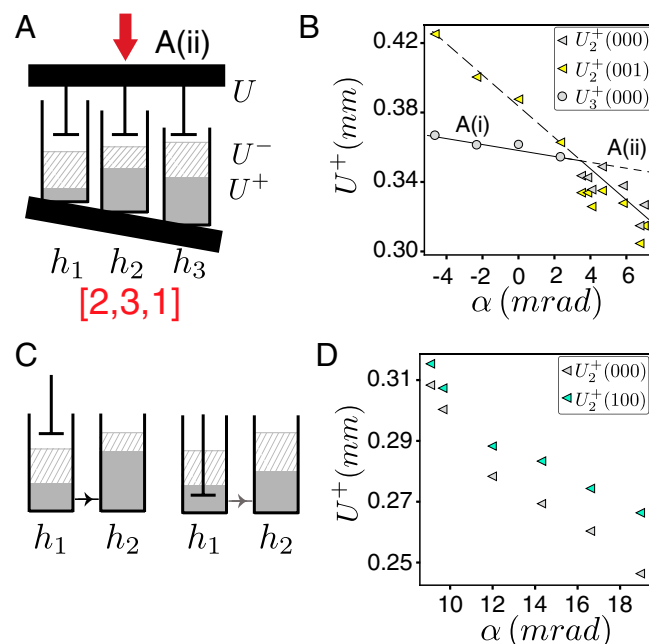 A
A(ii)
U
U⁻
U⁺
h₁ h₂ h₃
[2,3,1]
B
U₂⁺(000)
U₂⁺(001)
U₃⁺(000)
A(i)
A(ii)
U⁺(mm)
0.42
0.38
0.34
0.30
-4 -2 0 2 4 6
α (mrad)
C
h₁ h₂ h₁ h₂
D
U₂⁺(000)
U₂⁺(100)
U⁺(mm)
0.31
0.29
0.27
0.25
10 12 14 16 18
α (mrad)